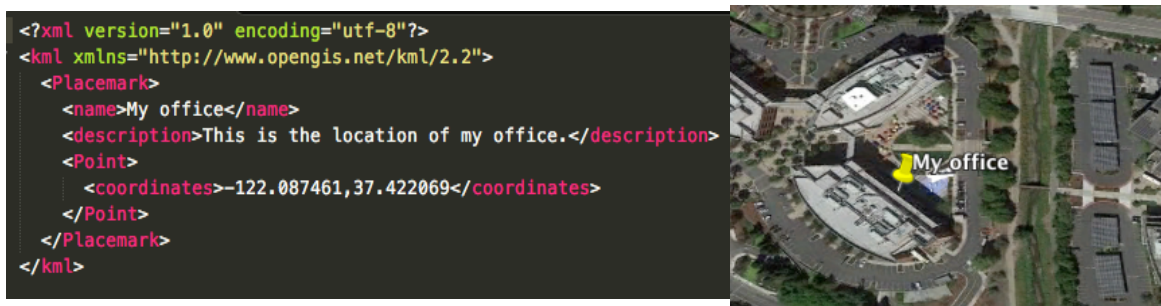 <?xml version="1.0" encoding="utf-8"?>
<kml xmlns="http://www.opengis.net/kml/2.2">
<Placemark>
<name>My office</name>
<description>This is the location of my office.</description>
<Point>
<coordinates>-122.087461,37.422069</coordinates>
</Point>
</Placemark>
</kml>
My office